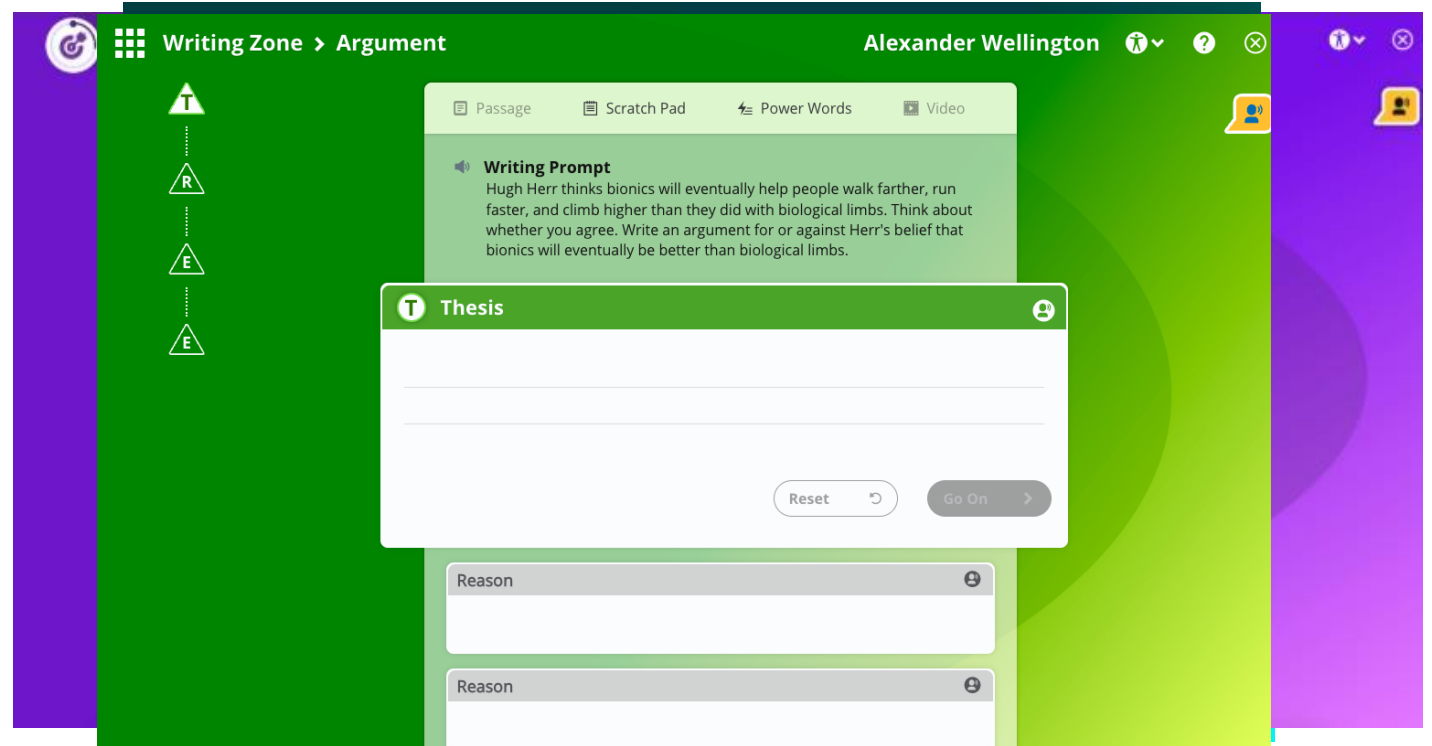 Writing Zone > Argument
Alexander Wellington
T
R
E
E
Passage
Scratch Pad
Power Words
Video
Writing Prompt
Hugh Herr thinks bionics will eventually help people walk farther, run
faster, and climb higher than they did with biological limbs. Think about
whether you agree. Write an argument for or against Herr's belief that
bionics will eventually be better than biological limbs.
T Thesis
Reset
Go On
Reason
Reason